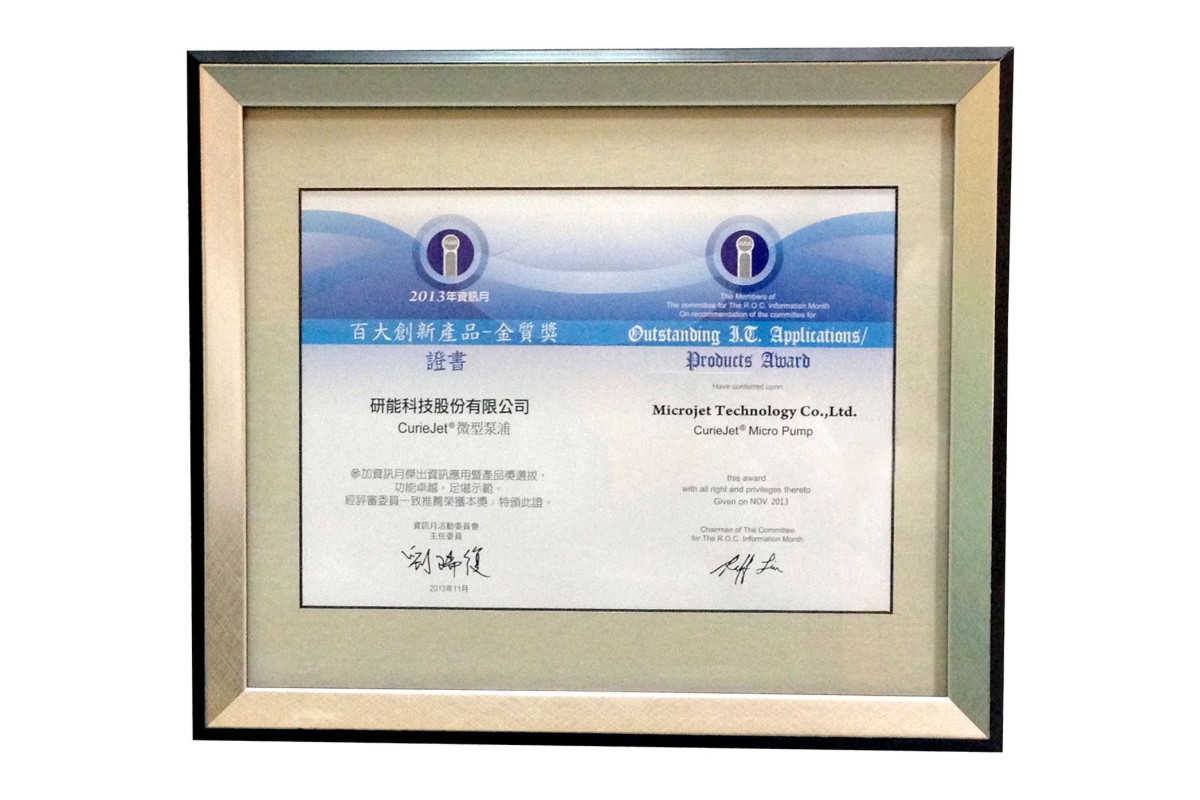 2013年資訊月
百大創新產品-金質獎
證書
研能科技股份有限公司
CurieJet® 微型泵浦
參加資訊月傑出資訊應用暨產品獎選拔，
功能卓越，足堪示範。
經評審委員一致推薦榮獲本獎，特頒此證。
資訊月活動委員會
主任委員
劉瑞復
2013年11月
The Members of
The committee for The R.O.C. Information Month
On recommendation of the committee for
Outstanding I.T. Applications/
Products Award
Have conferred upon
Microjet Technology Co.,Ltd.
CurieJet® Micro Pump
this award
with all right and privileges thereto
Given on NOV 2013
Chairman of The Committee
for The R.O.C. Information Month